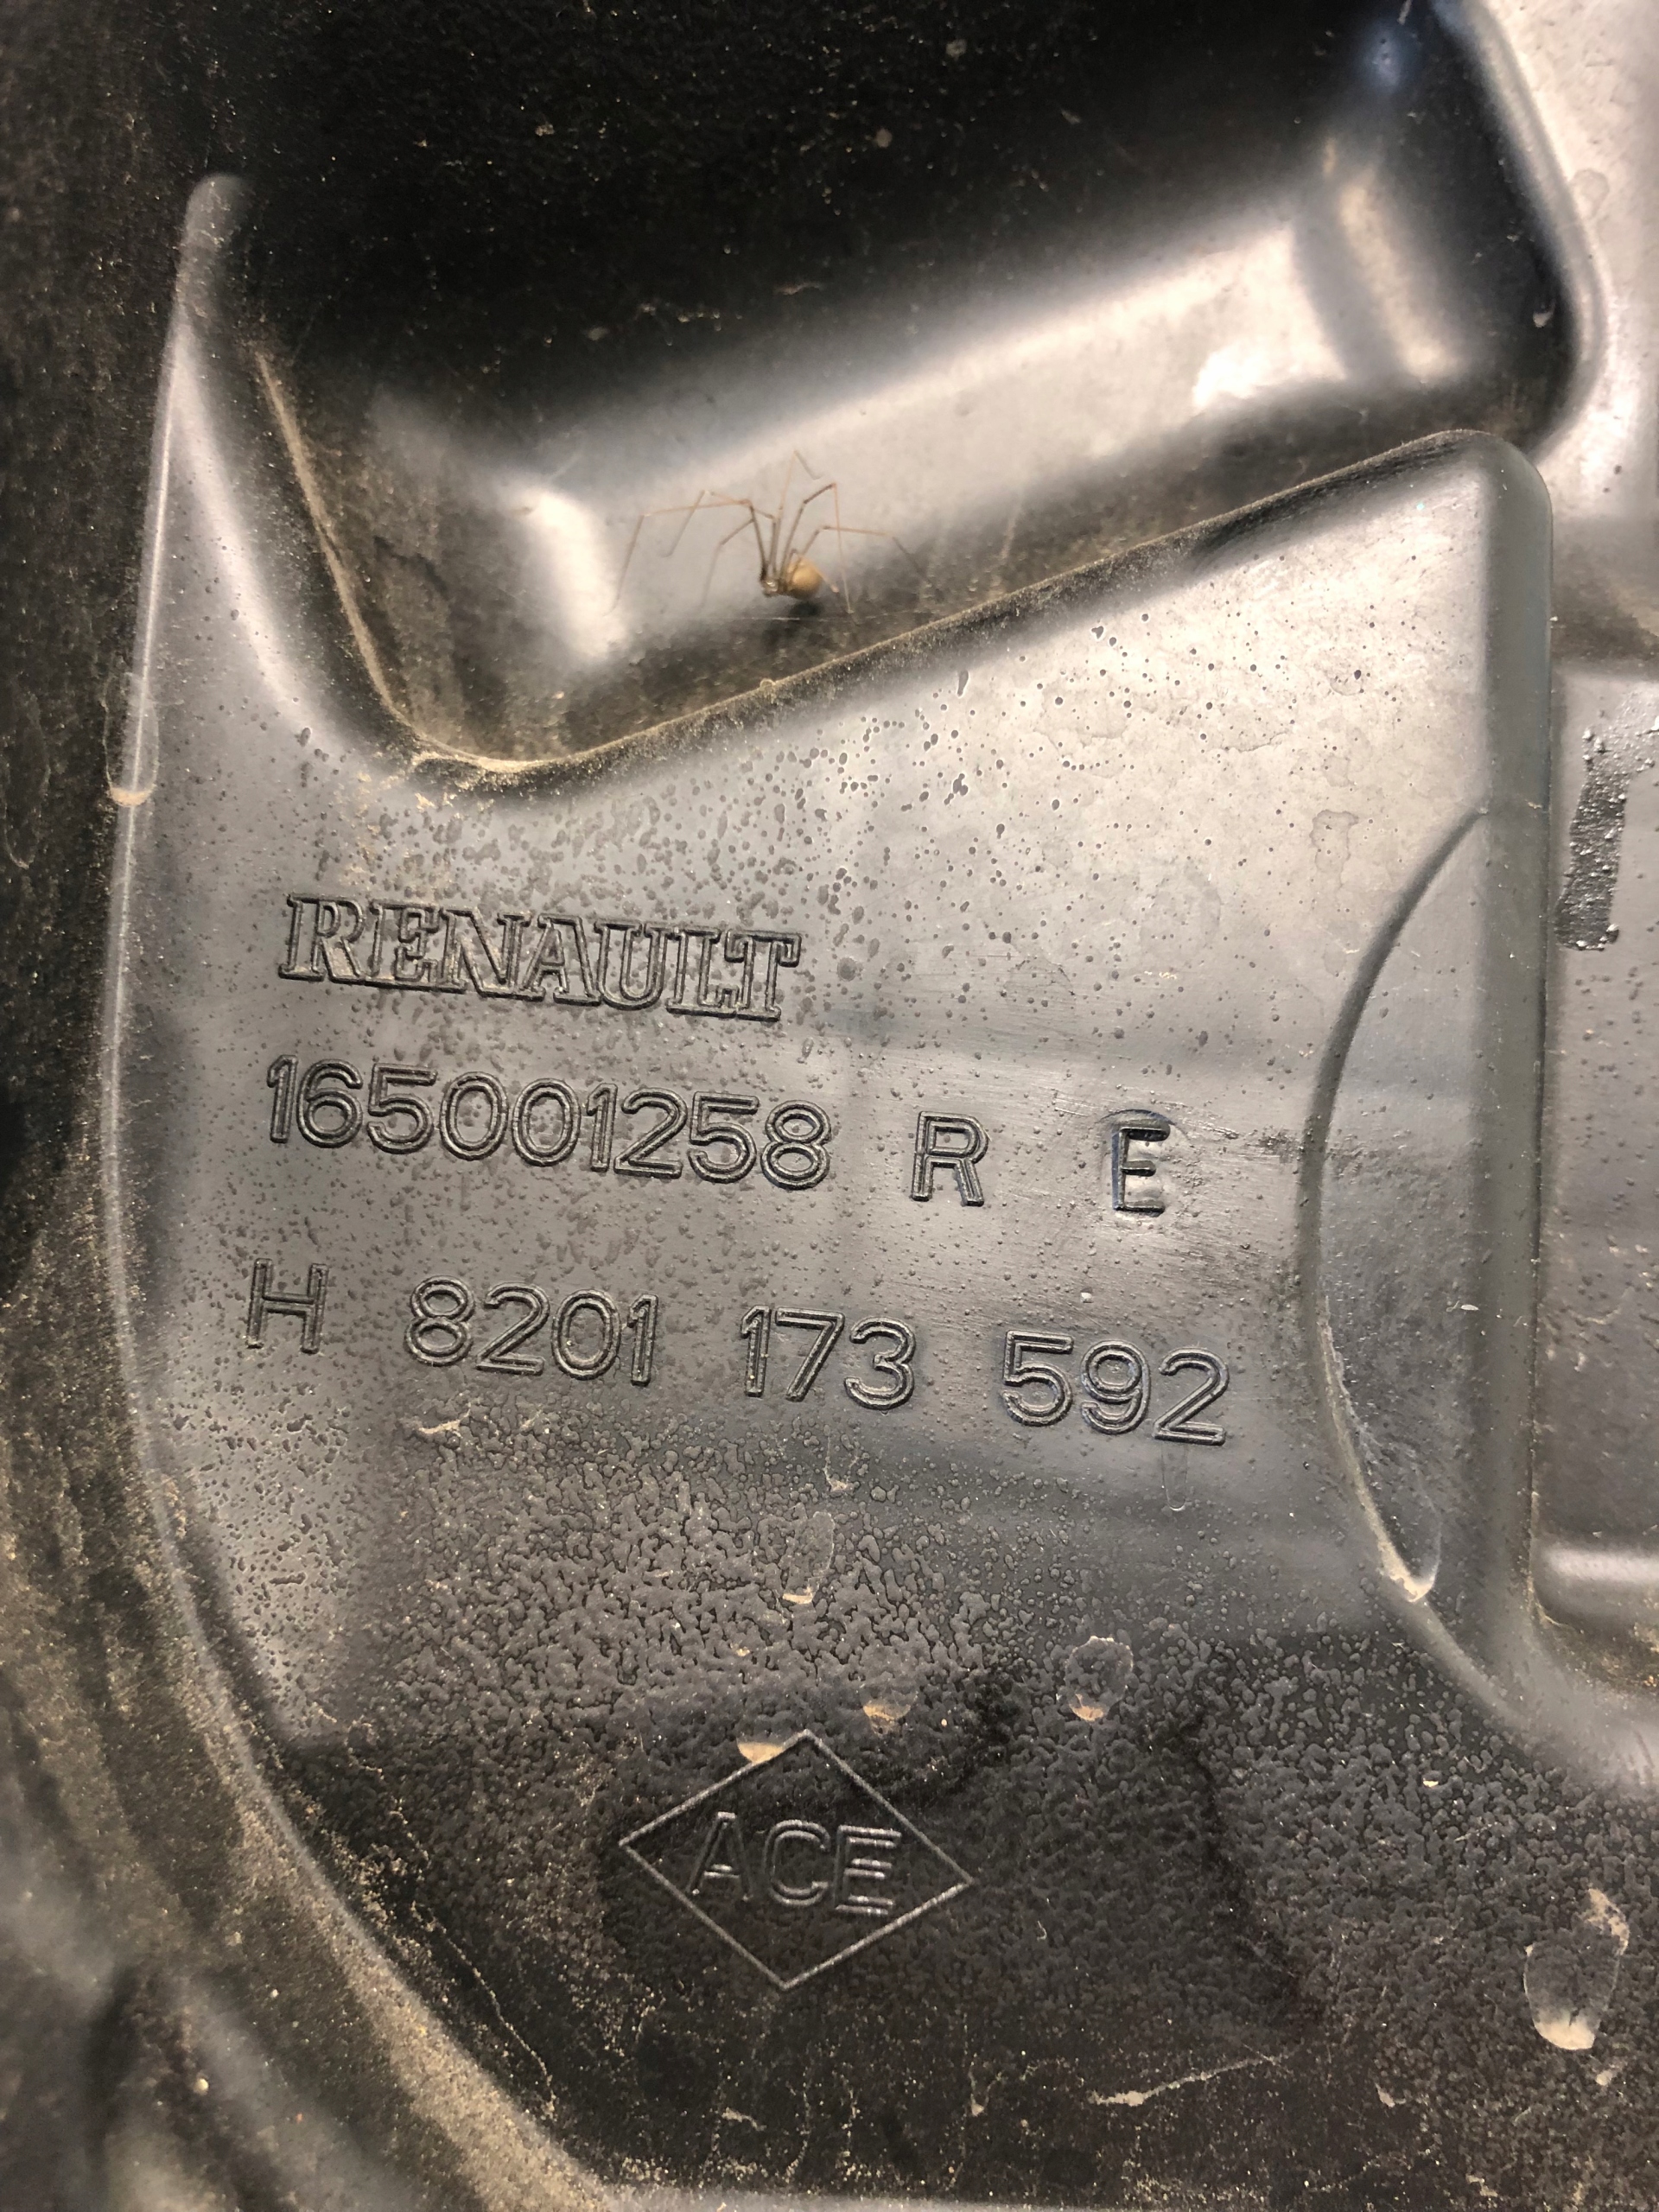 RENAULT
165001258 R E
H 8201 173 592
ACE